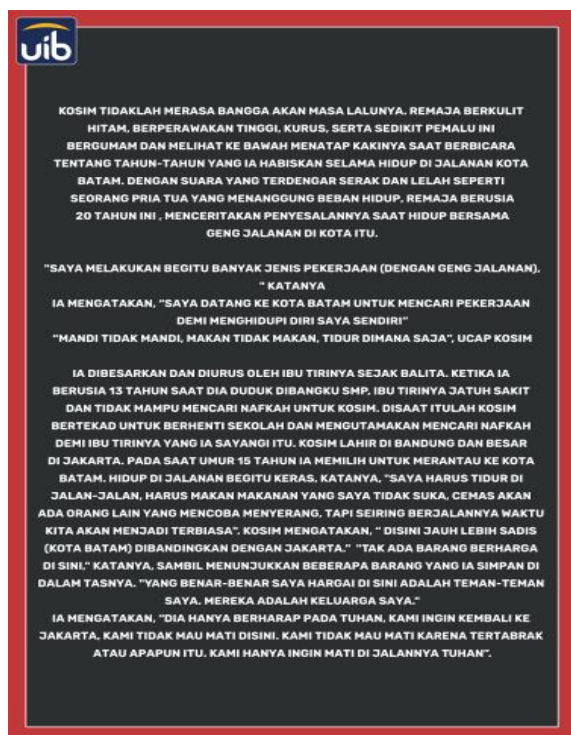 uib
KOSIM TIDAKLAH MERASA BANGGA AKAN MASA LALUNYA. REMAJA BERKULIT
HITAM, BERPERAWAKAN TINGGI, KURUS, SERTA SEDIKIT PEMALU INI
BERGUMAM DAN MELIHAT KE BAWAH MENATAP KAKINYA SAAT BERBICARA
TENTANG TAHUN-TAHUN YANG IA HABISKAN SELAMA HIDUP DI JALANAN KOTA
BATAM. DENGAN SUARA YANG TERDENGAR SERAK DAN LELAH SEPERTI
SEORANG PRIA TUA YANG MENANGGUNG BEBAN HIDUP, REMAJA BERUSIA
20 TAHUN INI , MENCERITAKAN PENYESALANNYA SAAT HIDUP BERSAMA
GENG JALANAN DI KOTA ITU.
"SAYA MELAKUKAN BEGITU BANYAK JENIS PEKERJAAN (DENGAN GENG JALANAN),
" KATANYA
IA MENGATAKAN, "SAYA DATANG KE KOTA BATAM UNTUK MENCARI PEKERJAAN
DEMI MENGHIDUPI DIRI SAYA SENDIRI"
"MANDI TIDAK MANDI, MAKAN TIDAK MAKAN, TIDUR DIMANA SAJA", UCAP KOSIM
IA DIBESARKAN DAN DIURUS OLEH IBU TIRINYA SEJAK BALITA. KETIKA IA
BERUSIA 13 TAHUN SAAT DIA DUDUK DIBANGKU SMP, IBU TIRINYA JATUH SAKIT
DAN TIDAK MAMPU MENCARI NAFKAH UNTUK KOSIM. DISAAT ITULAH KOSIM
BERTEKAD UNTUK BERHENTI SEKOLAH DAN MENGUTAMAKAN MENCARI NAFKAH
DEMI IBU TIRINYA YANG IA SAYANGI ITU. KOSIM LAHIR DI BANDUNG DAN BESAR
DI JAKARTA. PADA SAAT UMUR 15 TAHUN IA MEMILIH UNTUK MERANTAU KE KOTA
BATAM. HIDUP DI JALANAN BEGITU KERAS, KATANYA, "SAYA HARUS TIDUR DI
JALAN-JALAN, HARUS MAKAN MAKANAN YANG SAYA TIDAK SUKA, CEMAS AKAN
ADA ORANG LAIN YANG MENCOBA MENYERANG, TAPI SEIRING BERJALANNYA WAKTU
KITA AKAN MENJADI TERBIASA". KOSIM MENGATAKAN, " DISINI JAUH LEBIH SADIS
(KOTA BATAM) DIBANDINGKAN DENGAN JAKARTA." "TAK ADA BARANG BERHARGA
DI SINI," KATANYA, SAMBIL MENUNJUKKAN BEBERAPA BARANG YANG IA SIMPAN DI
DALAM TASNYA. "YANG BENAR-BENAR SAYA HARGAI DI SINI ADALAH TEMAN-TEMAN
SAYA. MEREKA ADALAH KELUARGA SAYA."
IA MENGATAKAN, "DIA HANYA BERHARAP PADA TUHAN, KAMI INGIN KEMBALI KE
JAKARTA, KAMI TIDAK MAU MATI DISINI. KAMI TIDAK MAU MATI KARENA TERTABRAK
ATAU APAPUN ITU. KAMI HANYA INGIN MATI DI JALANNYA TUHAN".